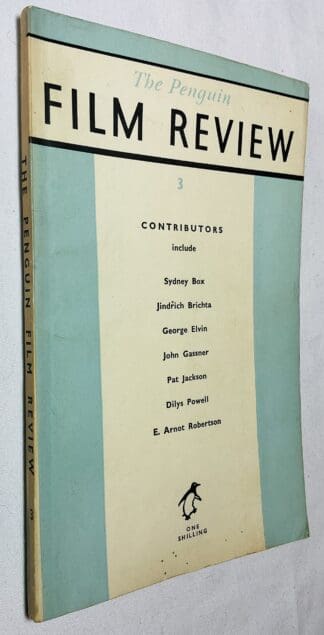 The Penguin
FILM REVIEW
3
CONTRIBUTORS
include
Sydney Box
Jindřich Brichta
George Elvin
John Gassner
Pat Jackson
Dilys Powell
E. Arnot Robertson
ONE
SHILLING
THE PENGUIN FILM REVIEW 3